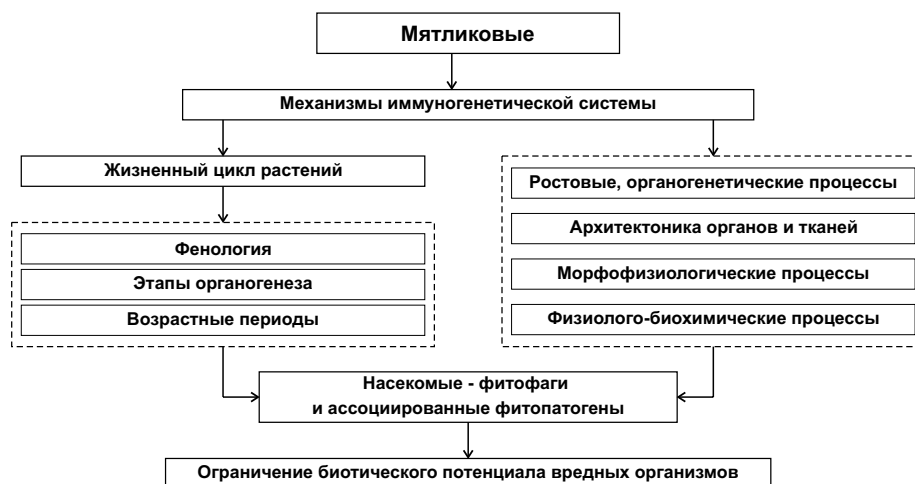 Мятликовые
Механизмы иммуногенетической системы
Жизненный цикл растений
Фенология
Этапы органогенеза
Возрастные периоды
Ростовые, органогенетические процессы
Архитектоника органов и тканей
Морфофизиологические процессы
Физиолого-биохимические процессы
Насекомые - фитофаги
и ассоциированные фитопатогены
Ограничение биотического потенциала вредных организмов